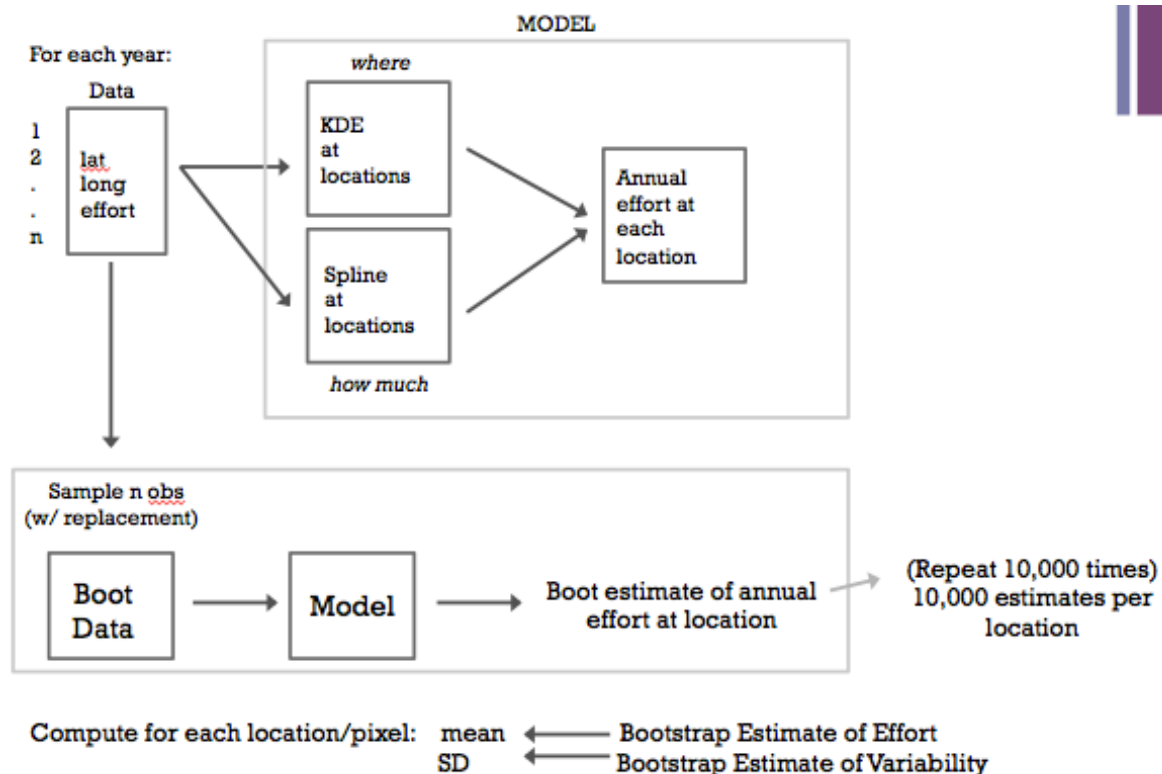 MODEL
For each year:
Data
1
2
.
.
n
lat
long
effort
where
KDE
at
locations
Spline
at
locations
how much
Annual
effort at
each
location
Sample n obs
(w/ replacement)
Boot
Data
Model
Boot estimate of annual
effort at location
(Repeat 10,000 times)
10,000 estimates per
location
Compute for each location/pixel: mean Bootstrap Estimate of Effort
SD Bootstrap Estimate of Variability